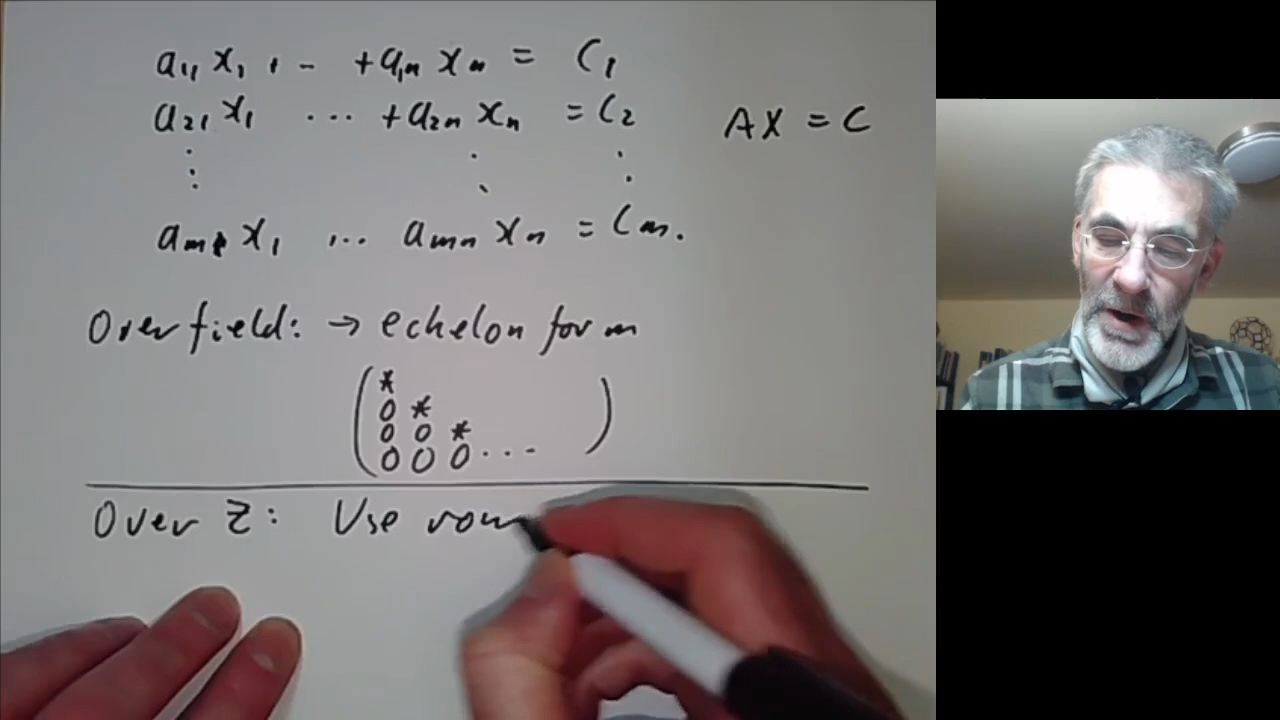 a₁₁ x₁ + - + a₁ₙ xₙ = C₁
a₂₁ x₁ ... + a₂ₙ xₙ = C₂ AX = C
⋮ ⋮ ⋮
aₘ₁ x₁ ... aₘₙ xₙ = Cₘ.
Over field: → echelon form
( *
0 * )
0 0 *
0 0 0 ...
Over Z: Use row